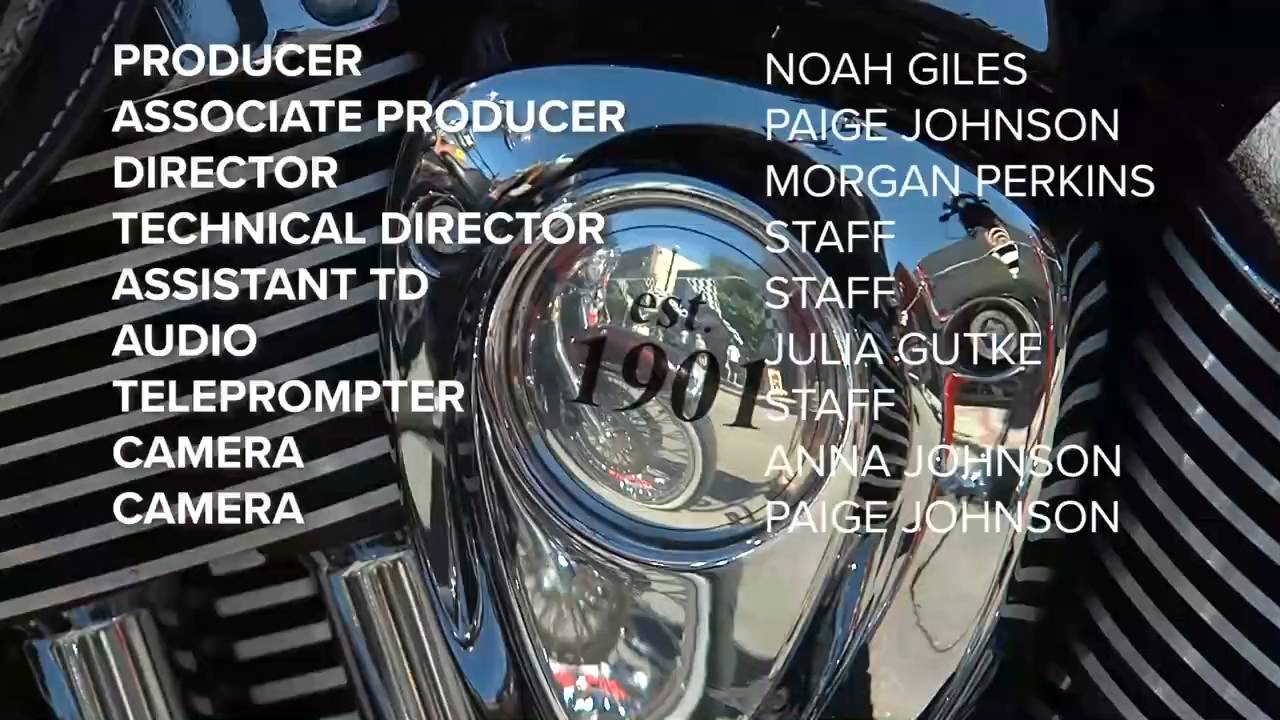 PRODUCER NOAH GILES
ASSOCIATE PRODUCER PAIGE JOHNSON
DIRECTOR MORGAN PERKINS
TECHNICAL DIRECTOR STAFF
ASSISTANT TD STAFF
est.
AUDIO JULIA GUTKE
1901
TELEPROMPTER STAFF
CAMERA ANNA JOHNSON
CAMERA PAIGE JOHNSON